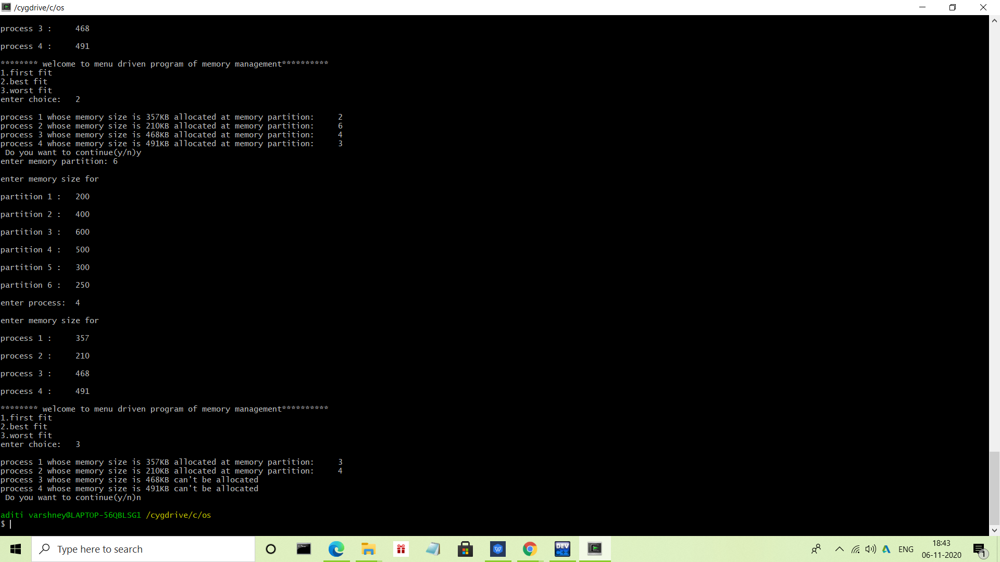 /cygdrive/c/os
process 3 :     468
process 4 :     491
******** welcome to menu driven program of memory management**********
1.first fit
2.best fit
3.worst fit
enter choice:   2
process 1 whose memory size is 357KB allocated at memory partition:     2
process 2 whose memory size is 210KB allocated at memory partition:     6
process 3 whose memory size is 468KB allocated at memory partition:     4
process 4 whose memory size is 491KB allocated at memory partition:     3
 Do you want to continue(y/n)y
enter memory partition: 6
enter memory size for
partition 1 :   200
partition 2 :   400
partition 3 :   600
partition 4 :   500
partition 5 :   300
partition 6 :   250
enter process:  4
enter memory size for
process 1 :     357
process 2 :     210
process 3 :     468
process 4 :     491
******** welcome to menu driven program of memory management**********
1.first fit
2.best fit
3.worst fit
enter choice:   3
process 1 whose memory size is 357KB allocated at memory partition:     3
process 2 whose memory size is 210KB allocated at memory partition:     4
process 3 whose memory size is 468KB can't be allocated
process 4 whose memory size is 491KB can't be allocated
 Do you want to continue(y/n)n
aditi varshney@LAPTOP-56QBLSG1 /cygdrive/c/os
$
Type here to search
DEV
C++
ENG
18:43
06-11-2020
1